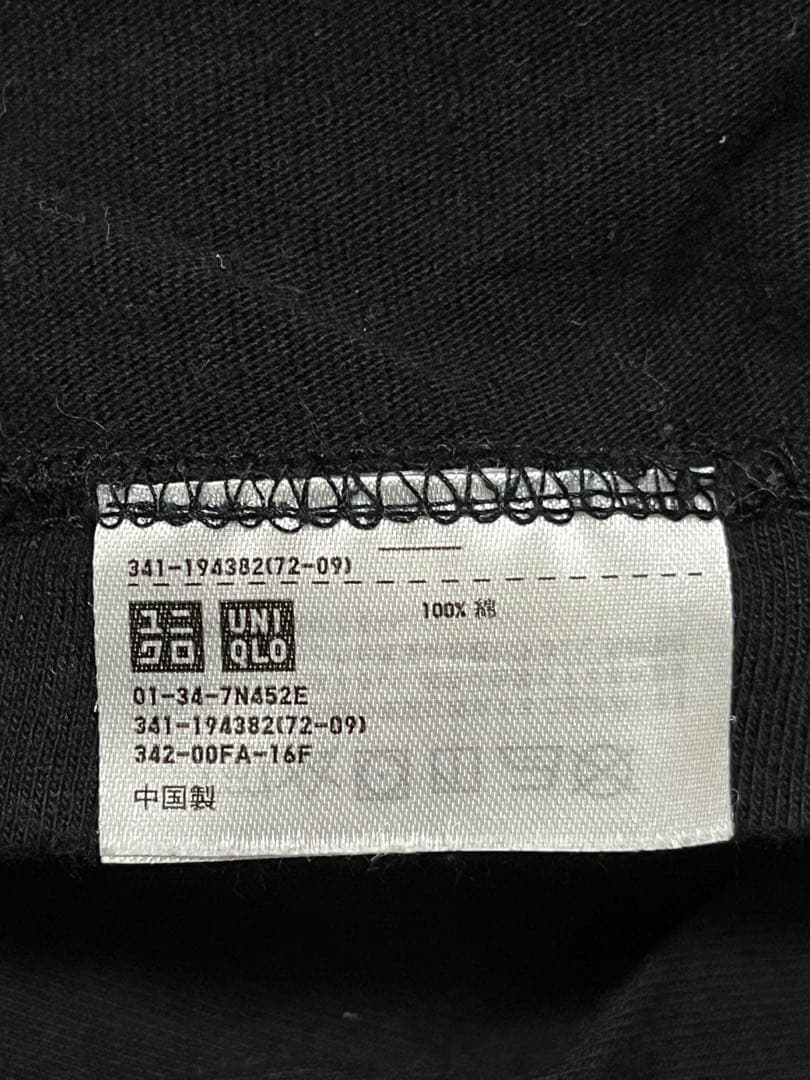 341-194382(72-09)
100% 綿
ユニクロ UNIQLO
01-34-7N452E
341-194382(72-09)
342-00FA-16F
中国製